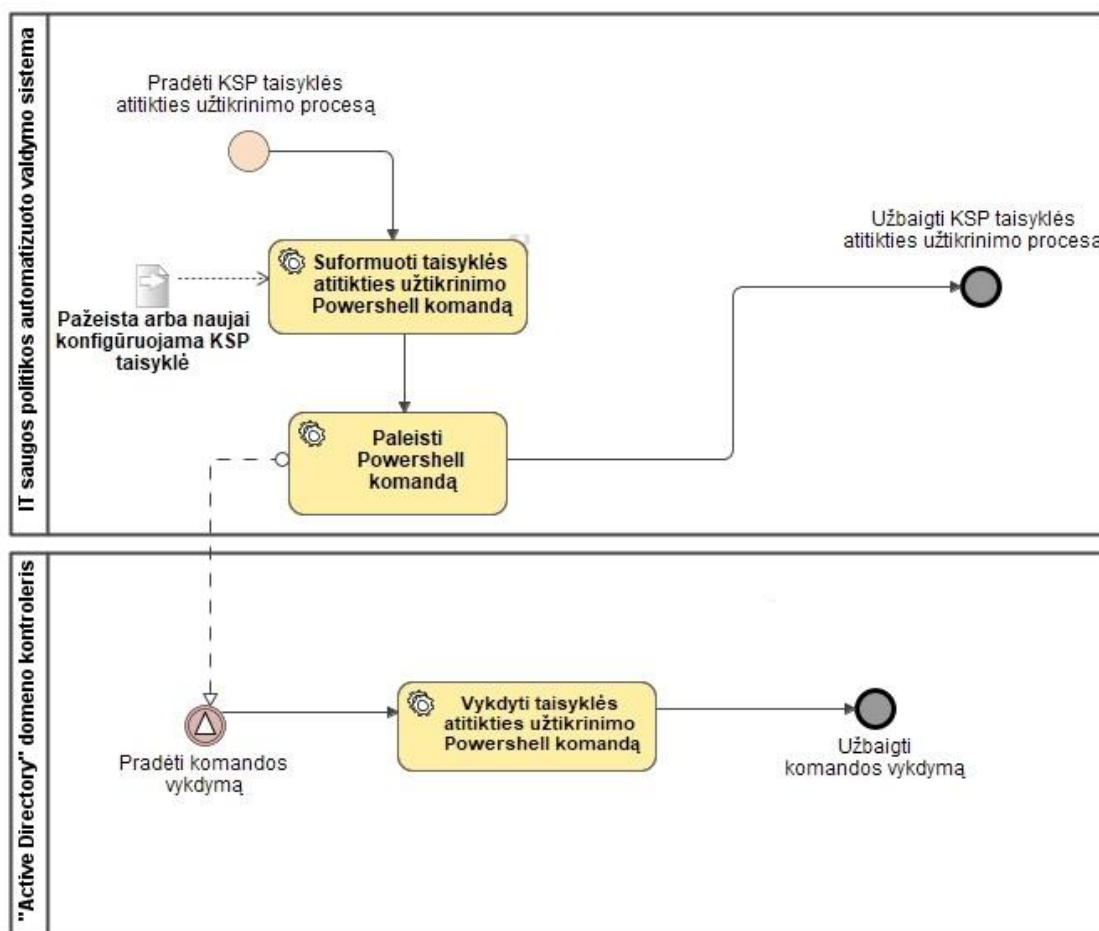 IT saugos politikos automatizuoto valdymo sistema
Pradėti KSP taisyklės
atitikties užtikrinimo procesą
Užbaigti KSP taisyklės
atitikties užtikrinimo procesą
Suformuoti taisyklės
atitikties užtikrinimo
Powershell komandą
Pažeista arba naujai
konfigūruojama KSP
taisyklė
Paleisti
Powershell
komandą
"Active Directory" domeno kontroleris
Pradėti komandos
vykdymą
Vykdyti taisyklės
atitikties užtikrinimo
Powershell komandą
Užbaigti
komandos vykdymą